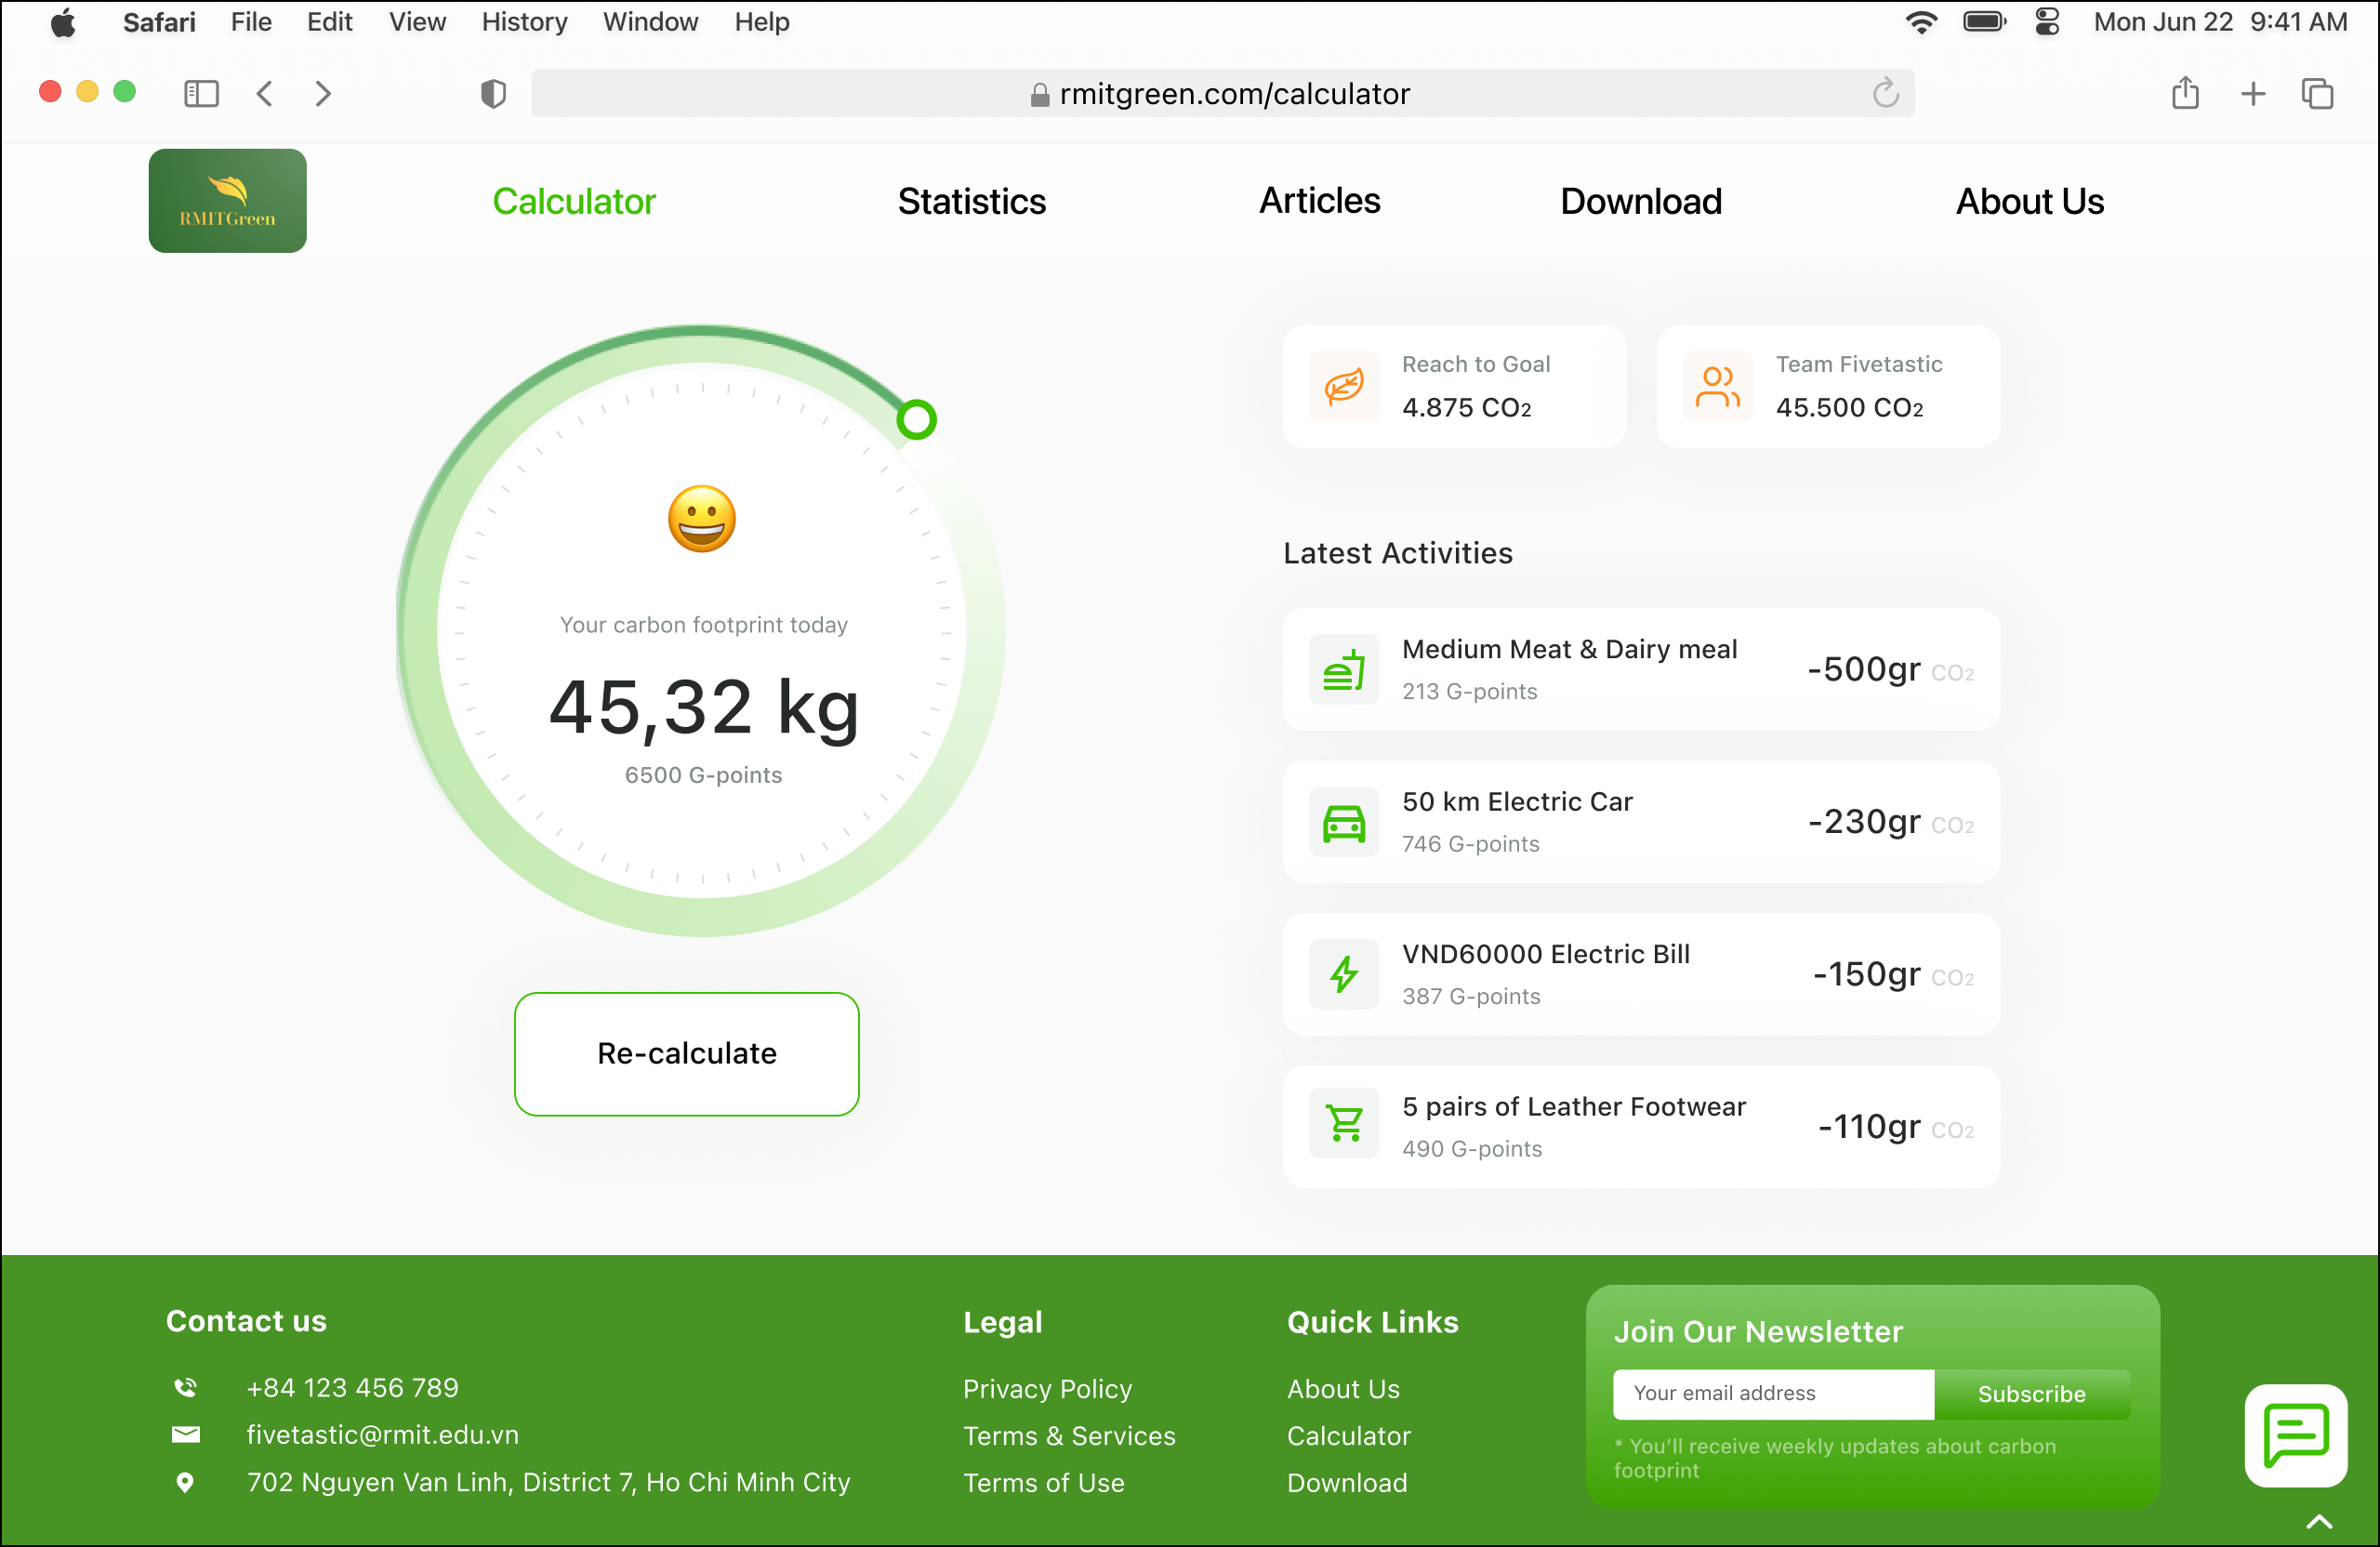 Safari File Edit View History Window Help Mon Jun 22 9:41 AM
rmitgreen.com/calculator
RMITGreen Calculator Statistics Articles Download About Us
Your carbon footprint today
45,32 kg
6500 G-points
Re-calculate
Reach to Goal
4.875 CO2
Team Fivetastic
45.500 CO2
Latest Activities
Medium Meat & Dairy meal
213 G-points
-500gr CO2
50 km Electric Car
746 G-points
-230gr CO2
VND60000 Electric Bill
387 G-points
-150gr CO2
5 pairs of Leather Footwear
490 G-points
-110gr CO2
Contact us
+84 123 456 789
fivetastic@rmit.edu.vn
702 Nguyen Van Linh, District 7, Ho Chi Minh City
Legal
Privacy Policy
Terms & Services
Terms of Use
Quick Links
About Us
Calculator
Download
Join Our Newsletter
Your email address Subscribe
* You’ll receive weekly updates about carbon
footprint